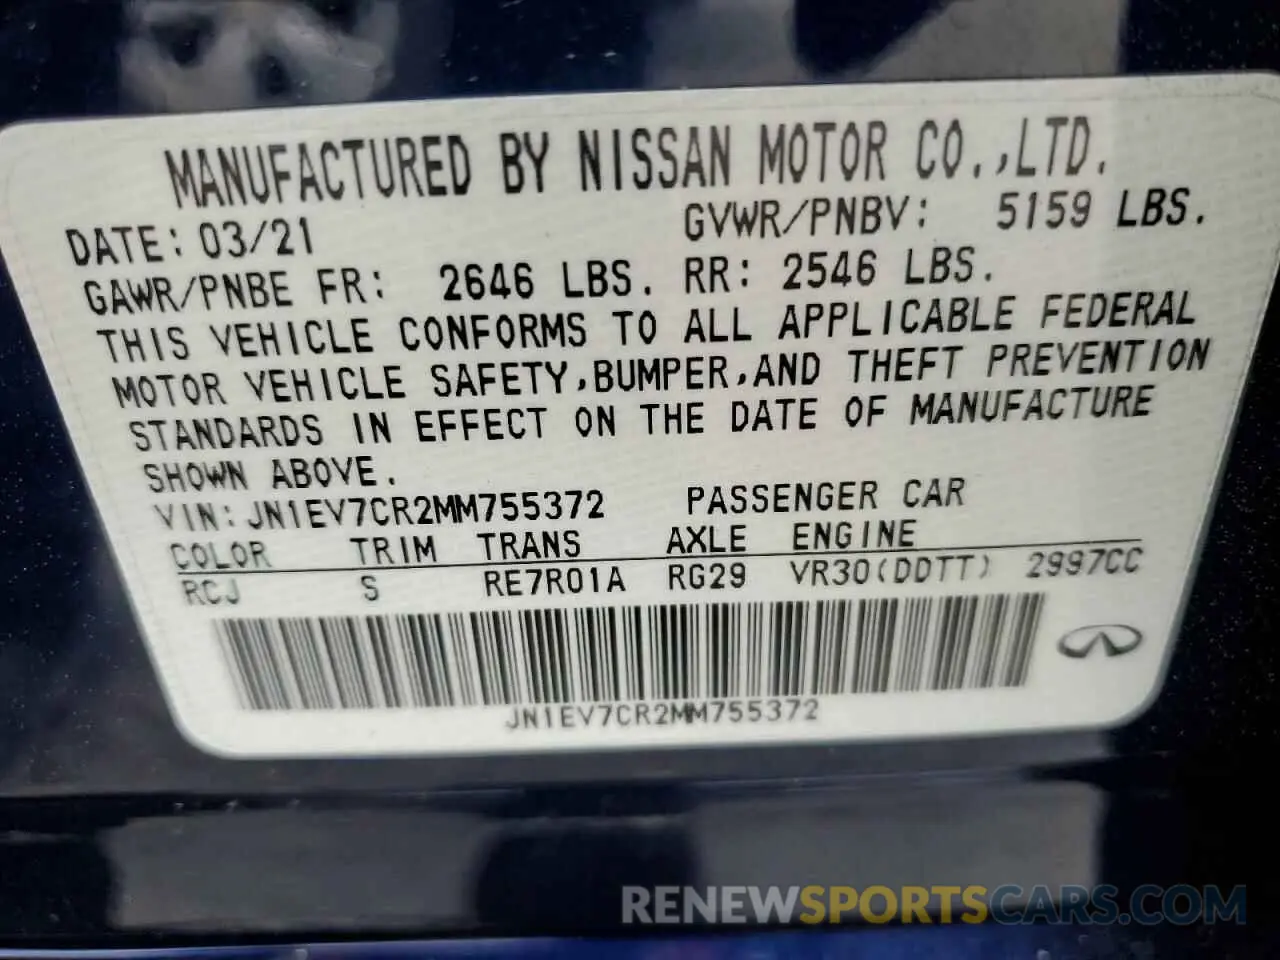 MANUFACTURED BY NISSAN MOTOR CO.,LTD.
DATE: 03/21 GVWR/PNBV: 5159 LBS.
GAWR/PNBE FR: 2646 LBS. RR: 2546 LBS.
THIS VEHICLE CONFORMS TO ALL APPLICABLE FEDERAL
MOTOR VEHICLE SAFETY,BUMPER,AND THEFT PREVENTION
STANDARDS IN EFFECT ON THE DATE OF MANUFACTURE
SHOWN ABOVE.
VIN: JN1EV7CR2MM755372 PASSENGER CAR
COLOR TRIM TRANS AXLE ENGINE
RCJ S RE7R01A RG29 VR30(DDTT) 2997CC
JN1EV7CR2MM755372
RENEWSPORTSCARS.COM